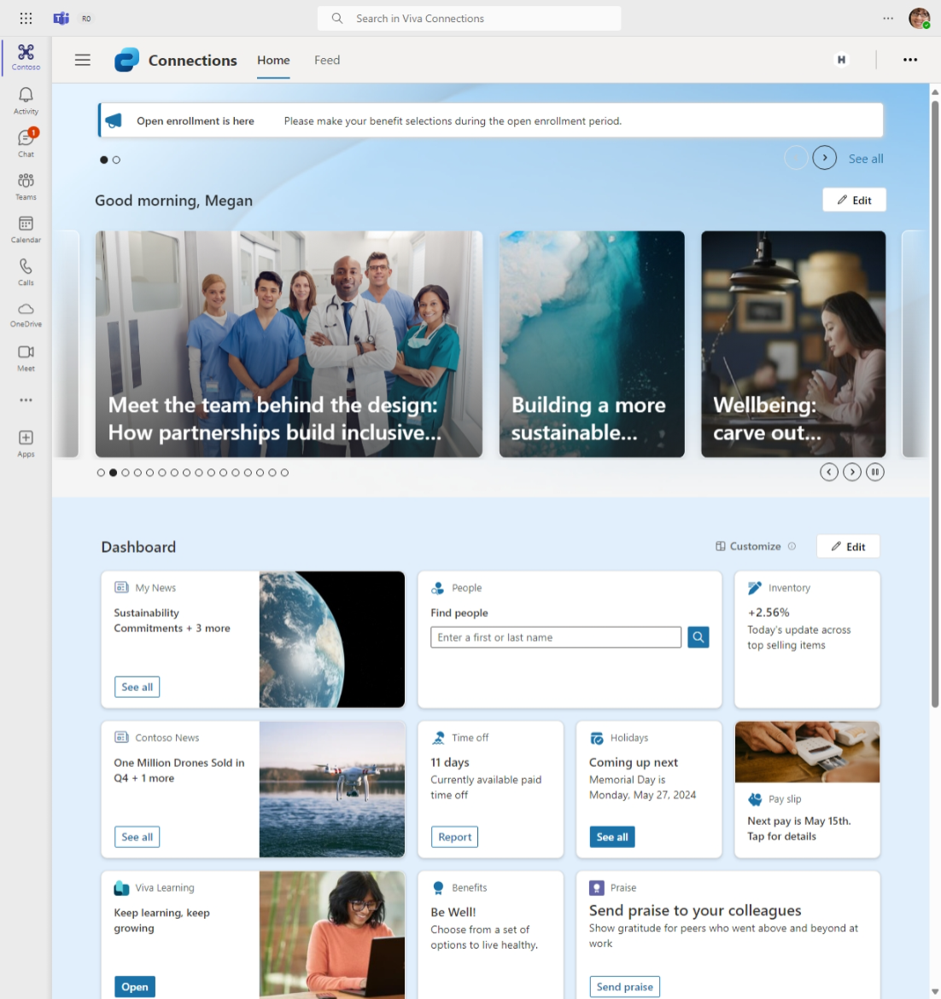 RO
Search in Viva Connections
Contoso
Activity
1
Chat
Teams
Calendar
Calls
OneDrive
Meet
Apps
Connections
Home
Feed
H
Open enrollment is here
Please make your benefit selections during the open enrollment period.
See all
Good morning, Megan
Edit
Meet the team behind the design:
How partnerships build inclusive...
Building a more
sustainable...
Wellbeing:
carve out...
Dashboard
Customize
Edit
My News
Sustainability
Commitments + 3 more
See all
People
Find people
Enter a first or last name
Inventory
+2.56%
Today's update across
top selling items
Contoso News
One Million Drones Sold in
Q4 + 1 more
See all
Time off
11 days
Currently available paid
time off
Report
Holidays
Coming up next
Memorial Day is
Monday, May 27, 2024
See all
Pay slip
Next pay is May 15th.
Tap for details
Viva Learning
Keep learning, keep
growing
Open
Benefits
Be Well!
Choose from a set of
options to live healthy.
Praise
Send praise to your colleagues
Show gratitude for peers who went above and beyond at
work
Send praise